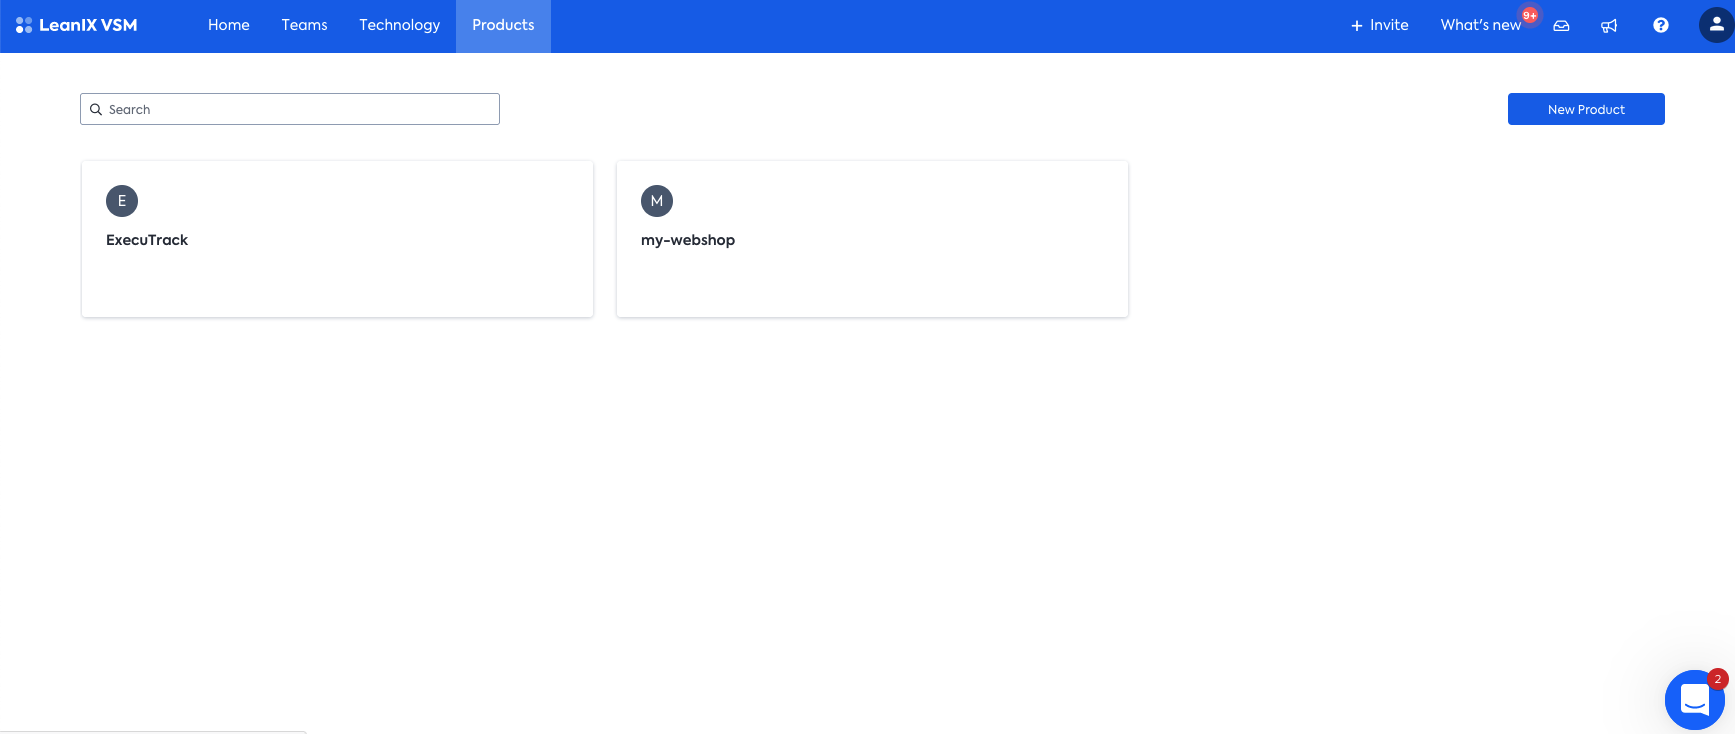 LeanIX VSM Home Teams Technology Products + Invite What's new 9+
Search
New Product
E
ExecuTrack
M
my-webshop
2